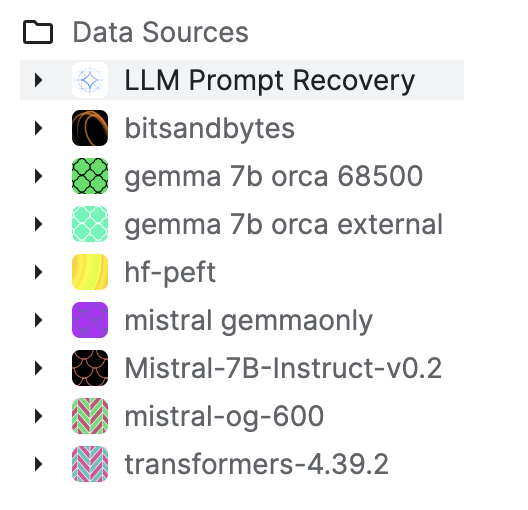 Data Sources
LLM Prompt Recovery
bitsandbytes
gemma 7b orca 68500
gemma 7b orca external
hf-peft
mistral gemmaonly
Mistral-7B-Instruct-v0.2
mistral-og-600
transformers-4.39.2